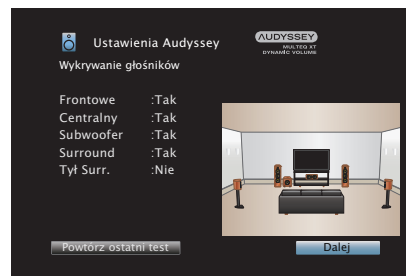 Ustawienia Audyssey
AUDYSSEY
MULTEQ XT
DYNAMIC VOLUME
Wykrywanie głośników
Frontowe :Tak
Centralny :Tak
Subwoofer :Tak
Surround :Tak
Tył Surr. :Nie
Powtórz ostatni test
Dalej